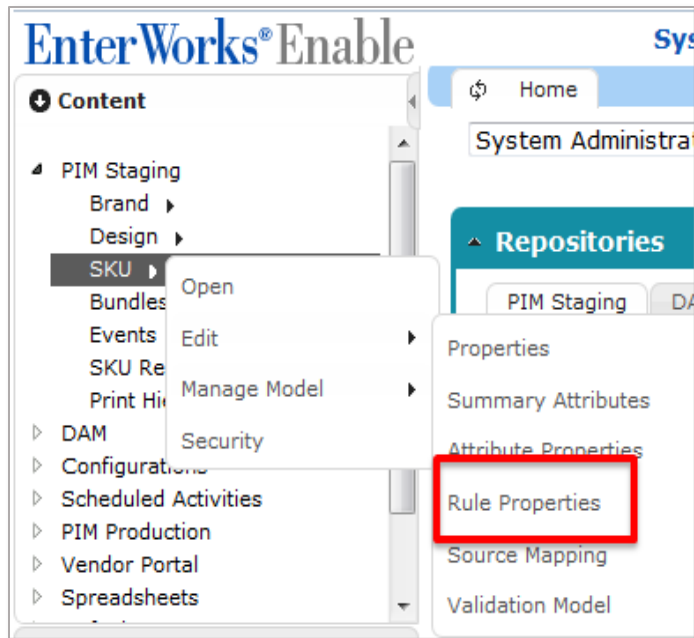 EnterWorks® Enable
Sys
Content
Home
System Administra
PIM Staging
Brand
Design
SKU
Bundles
Events
SKU Re
Print Hi
DAM
Configurations
Scheduled Activities
PIM Production
Vendor Portal
Spreadsheets
Open
Edit
Manage Model
Security
Repositories
PIM Staging
DA
Properties
Summary Attributes
Attribute Properties
Rule Properties
Source Mapping
Validation Model